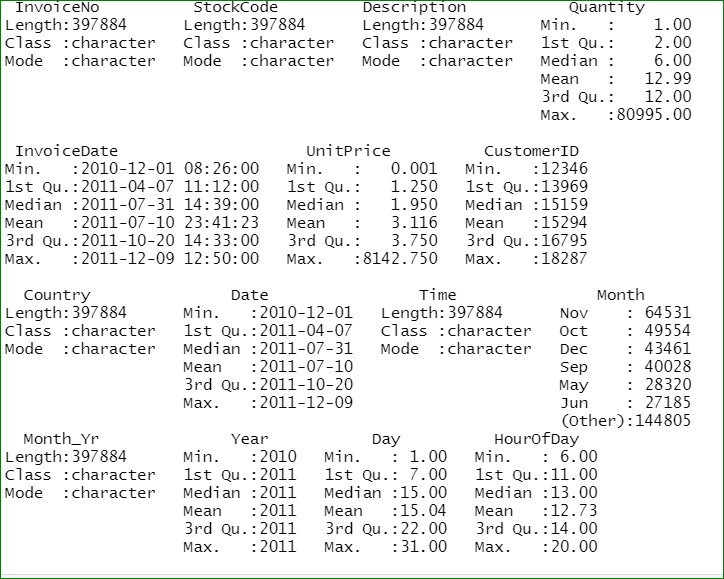 InvoiceNo StockCode Description Quantity
Length:397884 Length:397884 Length:397884 Min. : 1.00
Class :character Class :character Class :character 1st Qu.: 2.00
Mode :character Mode :character Mode :character Median : 6.00
Mean : 12.99
3rd Qu.: 12.00
Max. :80995.00
InvoiceDate UnitPrice CustomerID
Min. :2010-12-01 08:26:00 Min. : 0.001 Min. :12346
1st Qu.:2011-04-07 11:12:00 1st Qu.: 1.250 1st Qu.:13969
Median :2011-07-31 14:39:00 Median : 1.950 Median :15159
Mean :2011-07-10 23:41:23 Mean : 3.116 Mean :15294
3rd Qu.:2011-10-20 14:33:00 3rd Qu.: 3.750 3rd Qu.:16795
Max. :2011-12-09 12:50:00 Max. :8142.750 Max. :18287
Country Date Time Month
Length:397884 Min. :2010-12-01 Length:397884 Nov : 64531
Class :character 1st Qu.:2011-04-07 Class :character Oct : 49554
Mode :character Median :2011-07-31 Mode :character Dec : 43461
Mean :2011-07-10 Sep : 40028
3rd Qu.:2011-10-20 May : 28320
Max. :2011-12-09 Jun : 27185
(Other):144805
Month_Yr Year Day HourOfDay
Length:397884 Min. :2010 Min. : 1.00 Min. : 6.00
Class :character 1st Qu.:2011 1st Qu.: 7.00 1st Qu.:11.00
Mode :character Median :2011 Median :15.00 Median :13.00
Mean :2011 Mean :15.04 Mean :12.73
3rd Qu.:2011 3rd Qu.:22.00 3rd Qu.:14.00
Max. :2011 Max. :31.00 Max. :20.00